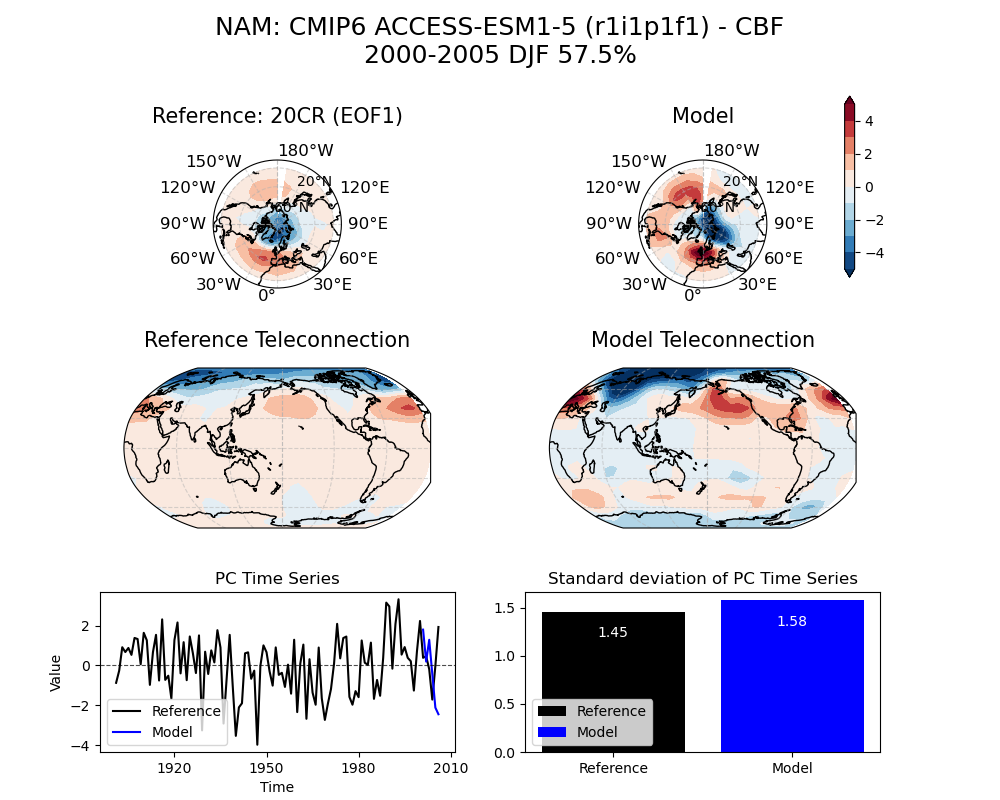 NAM: CMIP6 ACCESS-ESM1-5 (r1i1p1f1) - CBF
2000-2005 DJF 57.5%
Reference: 20CR (EOF1)
Model
180°W
150°W
20°N
120°W
120°E
60°N
90°W
90°E
60°W
60°E
30°W
30°E
0°
180°W
150°W
20°N
120°W
120°E
60°N
90°W
90°E
60°W
60°E
30°W
30°E
0°
4
2
0
−2
−4
Reference Teleconnection
Model Teleconnection
PC Time Series
Value
2
0
−2
−4
Reference
Model
1920
1950
1980
2010
Time
Standard deviation of PC Time Series
1.5
1.0
0.5
0.0
1.45
1.58
Reference
Model
Reference
Model